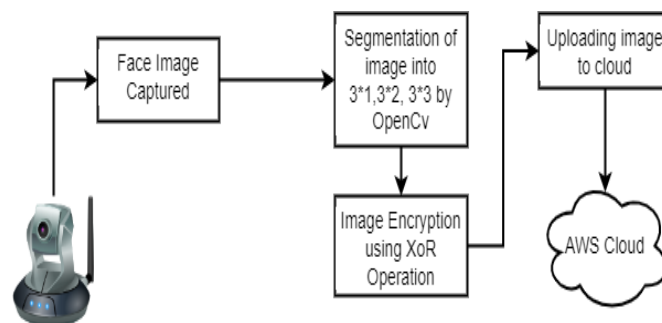 Face Image
Captured
Segmentation of
image into
3*1,3*2, 3*3 by
OpenCv
Image Encryption
using XoR
Operation
Uploading image
to cloud
AWS Cloud